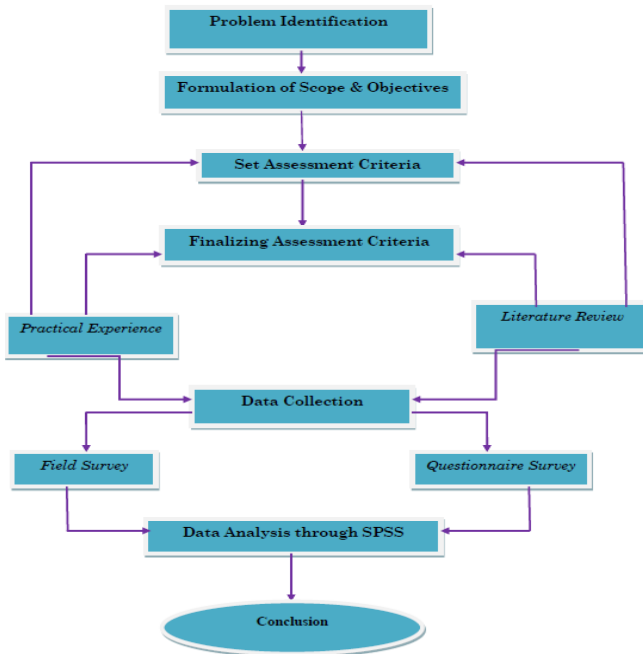 Problem Identification
Formulation of Scope & Objectives
Set Assessment Criteria
Finalizing Assessment Criteria
Practical Experience
Literature Review
Data Collection
Field Survey
Questionnaire Survey
Data Analysis through SPSS
Conclusion